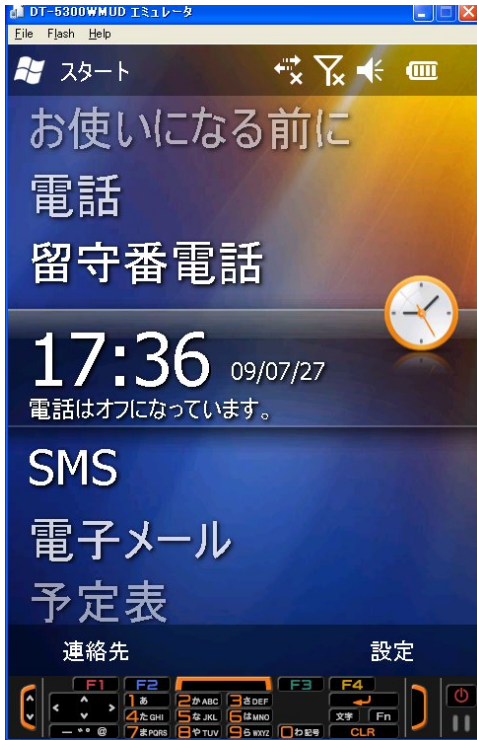 DT-5300WMUD エミュレータ
File Flash Help
スタート
お使いになる前に
電話
留守番電話
17:36 09/07/27
電話はオフになっています。
SMS
電子メール
予定表
連絡先 設定
F1 F2 F3 F4
1あ 2かABC 3さDEF
4たGHI 5なJKL 6はMNO 文字 Fn
7まPQRS 8やTUV 9らWXYZ 0わ記号 CLR